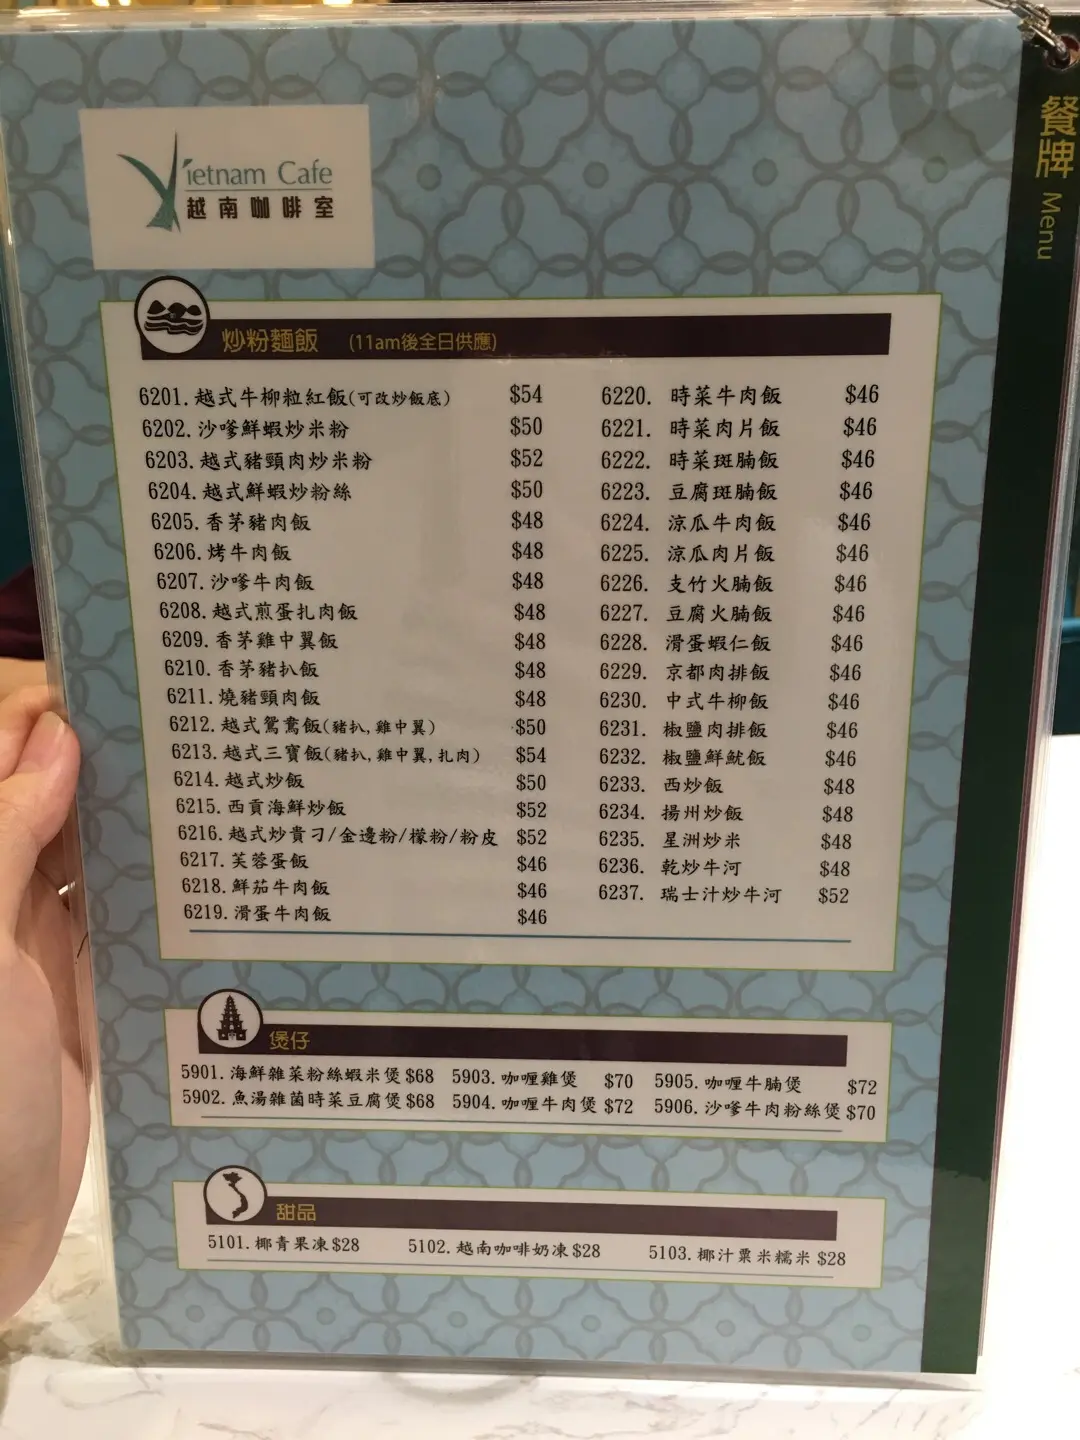 餐牌 Menu
Vietnam Cafe
越南咖啡室
炒粉麵飯 (11am後全日供應)
6201. 越式牛柳粒紅飯(可改炒飯底) $54
6202. 沙嗲鮮蝦炒米粉 $50
6203. 越式豬頸肉炒米粉 $52
6204. 越式鮮蝦炒粉絲 $50
6205. 香茅豬肉飯 $48
6206. 烤牛肉飯 $48
6207. 沙嗲牛肉飯 $48
6208. 越式煎蛋扎肉飯 $48
6209. 香茅雞中翼飯 $48
6210. 香茅豬扒飯 $48
6211. 燒豬頸肉飯 $48
6212. 越式鴛鴦飯(豬扒,雞中翼) $50
6213. 越式三寶飯(豬扒,雞中翼,扎肉) $54
6214. 越式炒飯 $50
6215. 西貢海鮮炒飯 $52
6216. 越式炒貴刁/金邊粉/檬粉/粉皮 $52
6217. 芙蓉蛋飯 $46
6218. 鮮茄牛肉飯 $46
6219. 滑蛋牛肉飯 $46
6220. 時菜牛肉飯 $46
6221. 時菜肉片飯 $46
6222. 時菜斑腩飯 $46
6223. 豆腐斑腩飯 $46
6224. 涼瓜牛肉飯 $46
6225. 涼瓜肉片飯 $46
6226. 支竹火腩飯 $46
6227. 豆腐火腩飯 $46
6228. 滑蛋蝦仁飯 $46
6229. 京都肉排飯 $46
6230. 中式牛柳飯 $46
6231. 椒鹽肉排飯 $46
6232. 椒鹽鮮魷飯 $46
6233. 西炒飯 $48
6234. 揚州炒飯 $48
6235. 星洲炒米 $48
6236. 乾炒牛河 $48
6237. 瑞士汁炒牛河 $52
煲仔
5901. 海鮮雜菜粉絲蝦米煲 $68 5903. 咖喱雞煲 $70 5905. 咖喱牛腩煲 $72
5902. 魚湯雜菌時菜豆腐煲 $68 5904. 咖喱牛肉煲 $72 5906. 沙嗲牛肉粉絲煲 $70
甜品
5101. 椰青果凍 $28 5102. 越南咖啡奶凍 $28 5103. 椰汁粟米糯米 $28